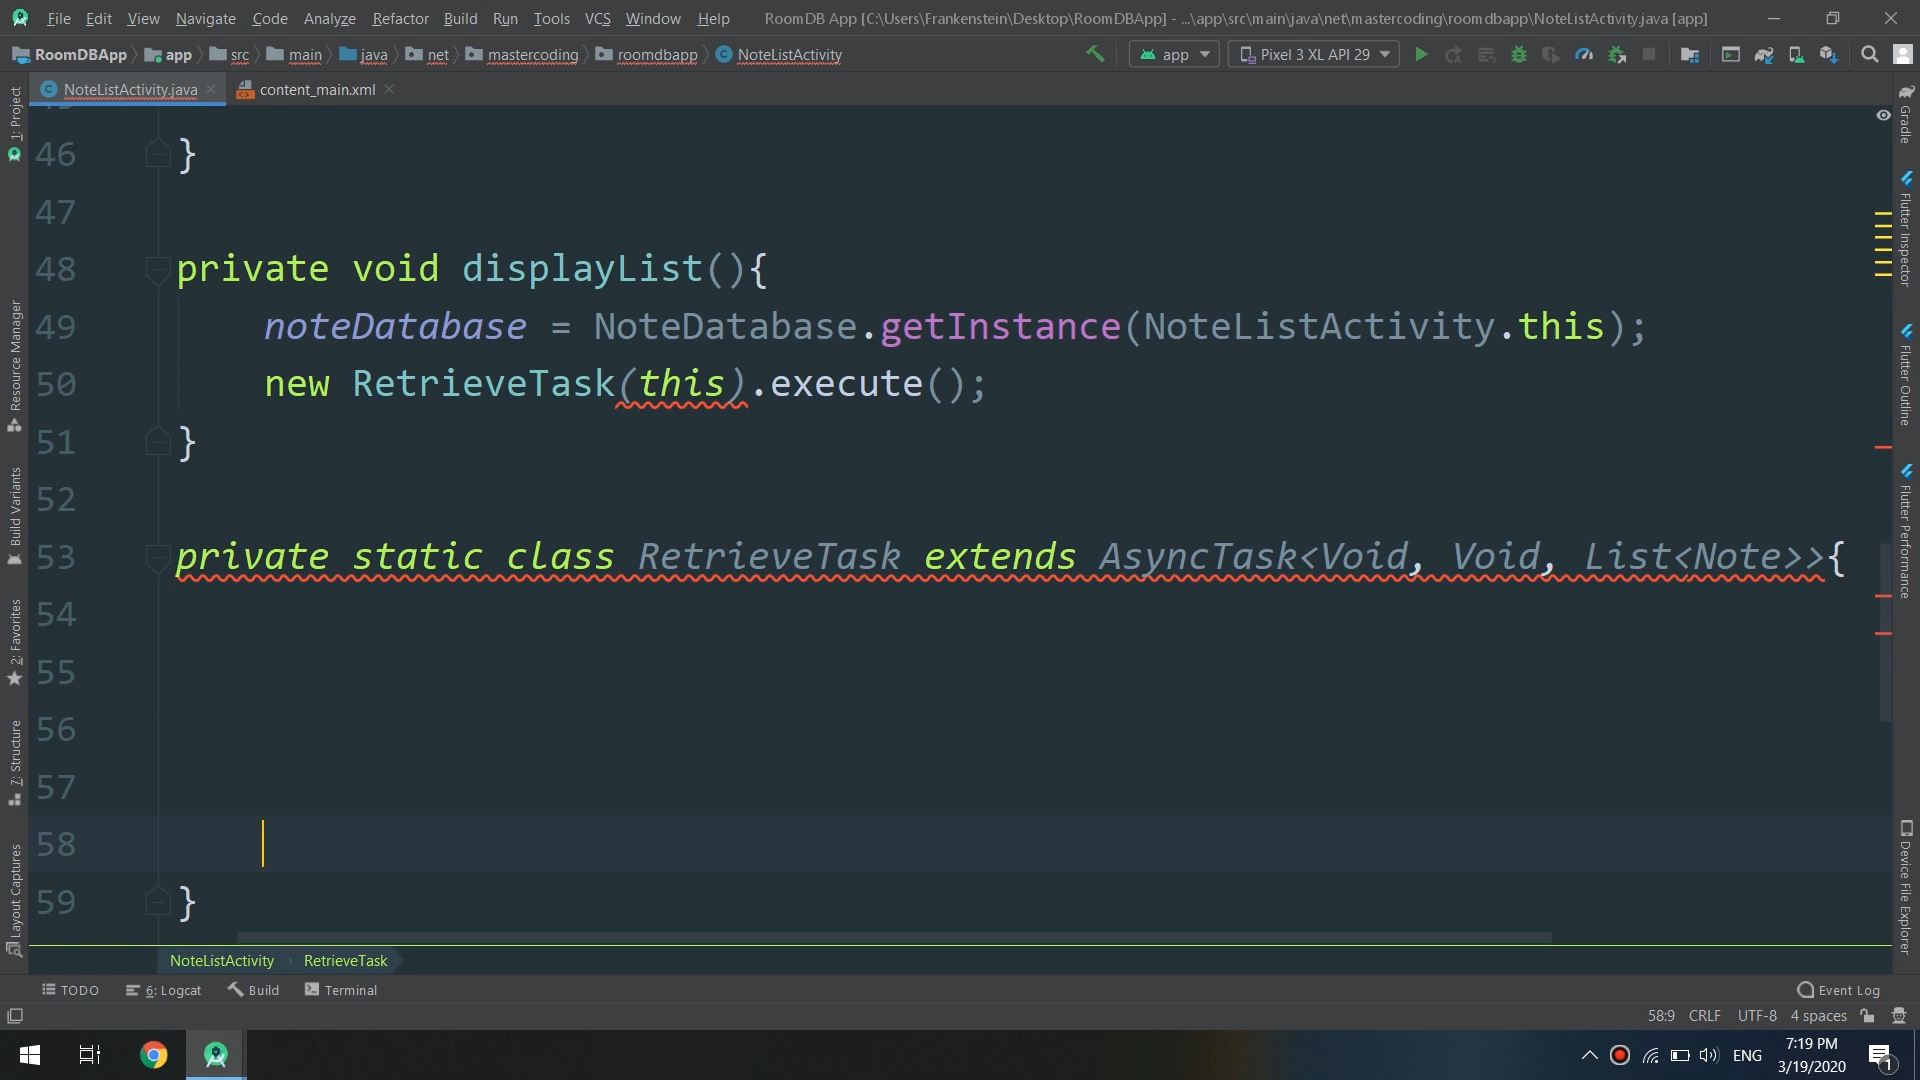 File Edit View Navigate Code Analyze Refactor Build Run Tools VCS Window Help RoomDB App [C:\Users\Frankenstein\Desktop\RoomDBApp] - ...\app\src\main\java\net\mastercoding\roomdbapp\NoteListActivity.java [app]
RoomDBApp app src main java net mastercoding roomdbapp NoteListActivity app Pixel 3 XL API 29
NoteListActivity.java content_main.xml
46 }
47
48 private void displayList(){
49 noteDatabase = NoteDatabase.getInstance(NoteListActivity.this);
50 new RetrieveTask(this).execute();
51 }
52
53 private static class RetrieveTask extends AsyncTask<Void, Void, List<Note>>{
54
55
56
57
58
59 }
NoteListActivity RetrieveTask
1: Project
Resource Manager
Build Variants
2: Favorites
7: Structure
Layout Captures
Gradle
Flutter Inspector
Flutter Outline
Flutter Performance
Device File Explorer
TODO 6: Logcat Build Terminal Event Log
58:9 CRLF UTF-8 4 spaces
ENG 7:19 PM
3/19/2020 1